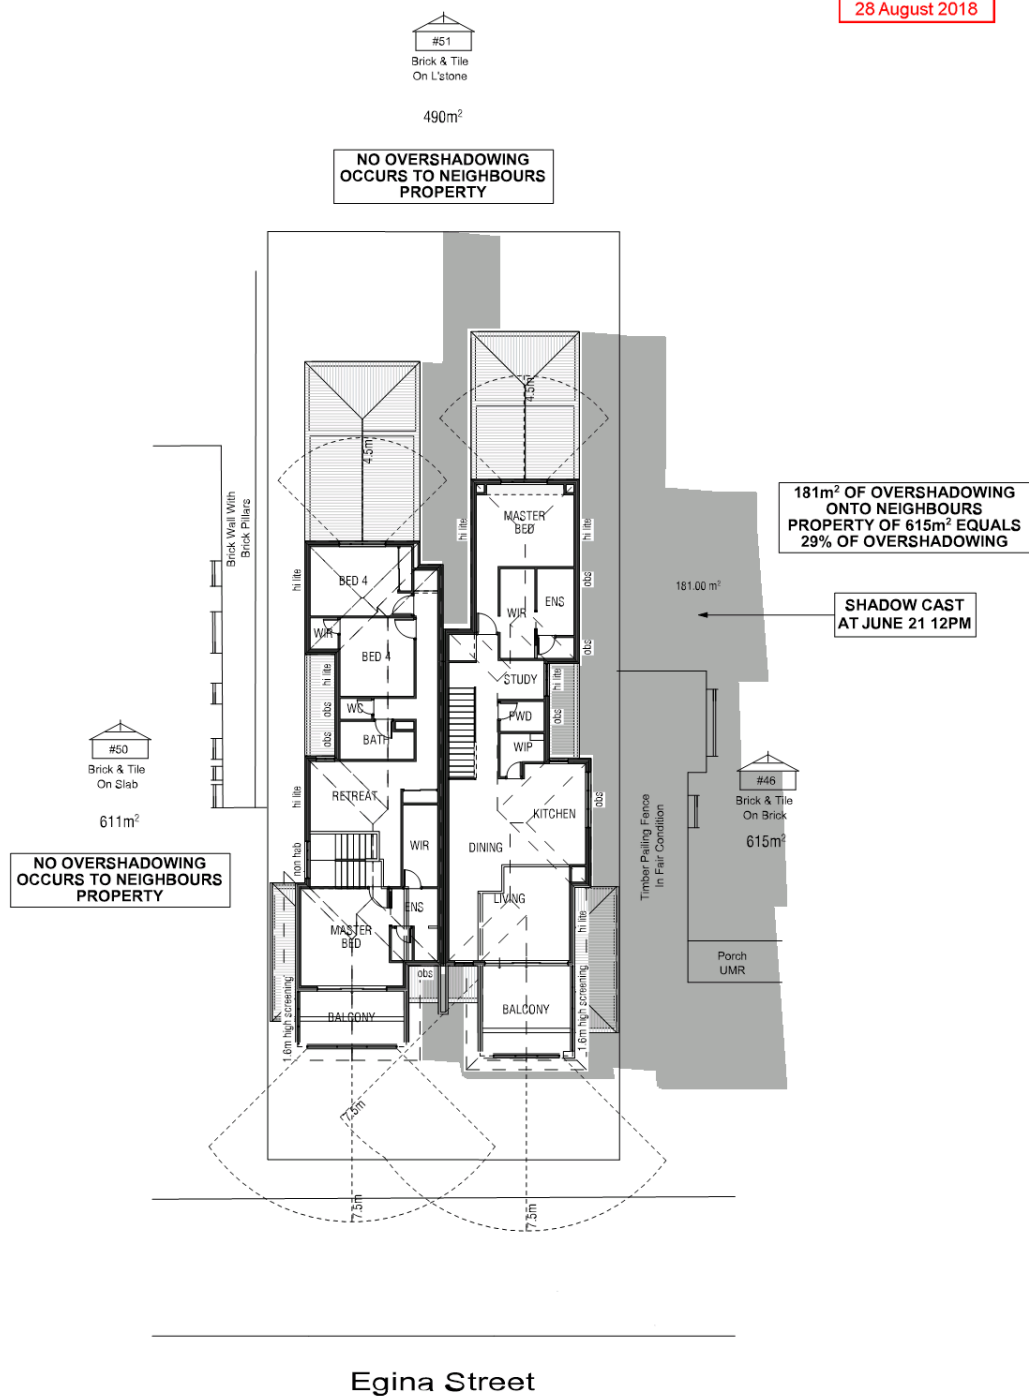 28 August 2018
#51
Brick & Tile
On L'stone
490m²
NO OVERSHADOWING
OCCURS TO NEIGHBOURS
PROPERTY
4.5m
4.5m
Brick Wall With
Brick Pillars
hi lite
hi lite
MASTER
BED
181m² OF OVERSHADOWING
ONTO NEIGHBOURS
PROPERTY OF 615m² EQUALS
29% OF OVERSHADOWING
hi lite
BED 4
obs
181.00 m²
WIR
ENS
SHADOW CAST
AT JUNE 21 12PM
WIR
BED 4
obs
hi lite
STUDY
hi lite
WC
obs
PWD
obs
BATH
obs
WIP
#50
Brick & Tile
On Slab
611m²
#46
Brick & Tile
On Brick
615m²
hi lite
RETREAT
KITCHEN
obs
DINING
WIR
Timber Pailing Fence
In Fair Condition
NO OVERSHADOWING
OCCURS TO NEIGHBOURS
PROPERTY
non hab
LIVING
ENS
hi lite
MASTER
BED
Porch
UMR
obs
1.6m high screening
BALCONY
BALCONY
1.6m high screening
7.5m
7.5m
7.5m
Egina Street